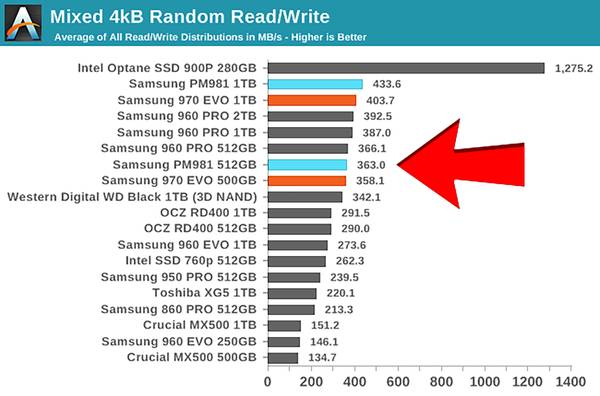 Mixed 4kB Random Read/Write
Average of All Read/Write Distributions in MB/s - Higher is Better
Intel Optane SSD 900P 280GB 1,275.2
Samsung PM981 1TB 433.6
Samsung 970 EVO 1TB 403.7
Samsung 960 PRO 2TB 392.5
Samsung 960 PRO 1TB 387.0
Samsung 960 PRO 512GB 366.1
Samsung PM981 512GB 363.0
Samsung 970 EVO 500GB 358.1
Western Digital WD Black 1TB (3D NAND) 342.1
OCZ RD400 1TB 291.5
OCZ RD400 512GB 290.0
Samsung 960 EVO 1TB 273.6
Intel SSD 760p 512GB 262.3
Samsung 950 PRO 512GB 239.5
Toshiba XG5 1TB 220.1
Samsung 860 PRO 512GB 213.3
Crucial MX500 1TB 151.2
Samsung 960 EVO 250GB 146.1
Crucial MX500 500GB 134.7
0 200 400 600 800 1000 1200 1400